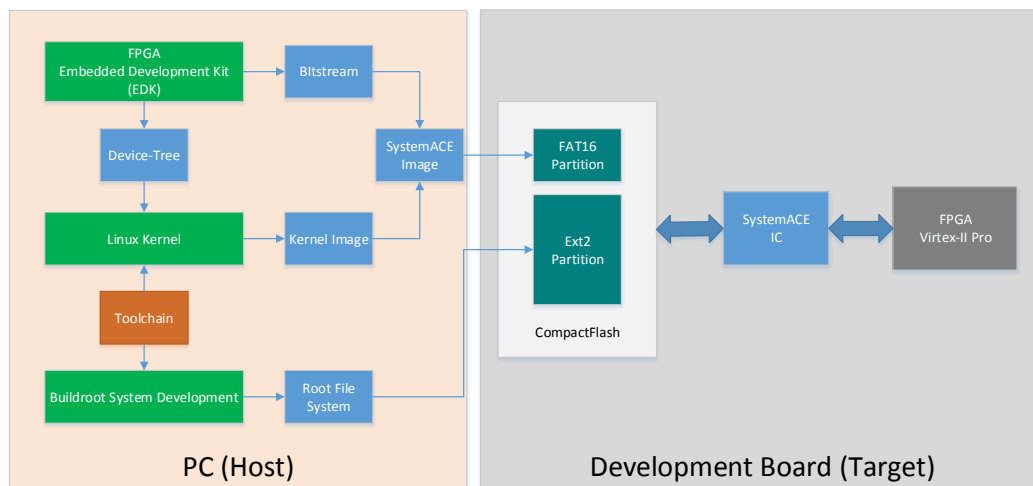 FPGA
Embedded Development Kit
(EDK)
BItstream
Device-Tree
SystemACE
Image
Linux Kernel
Kernel Image
Toolchain
Buildroot System Development
Root File
System
PC (Host)
FAT16
Partition
Ext2
Partition
CompactFlash
SystemACE
IC
FPGA
Virtex-II Pro
Development Board (Target)